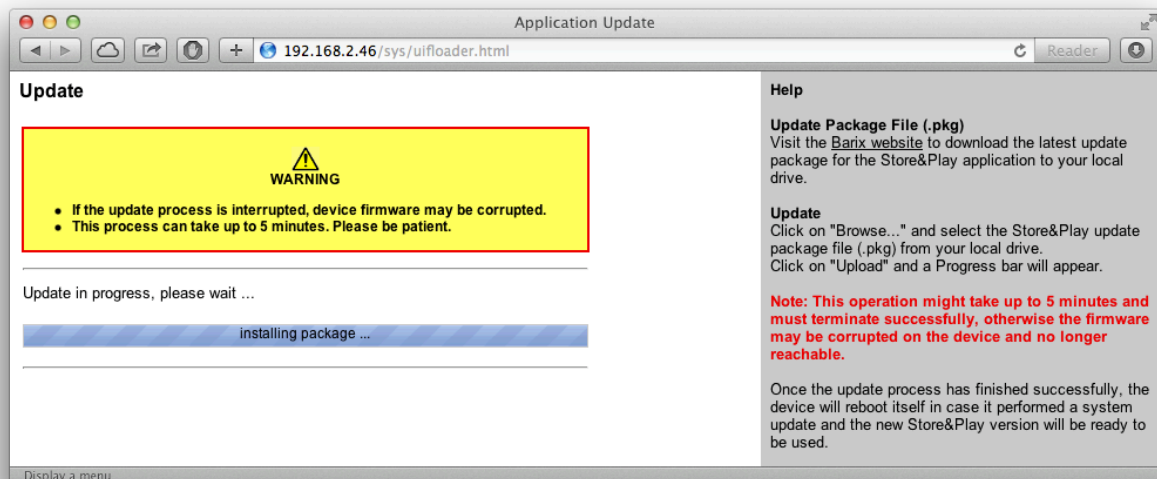 Application Update
192.168.2.46/sys/uifloader.html
Reader
Update
WARNING
If the update process is interrupted, device firmware may be corrupted.
This process can take up to 5 minutes. Please be patient.
Update in progress, please wait ...
installing package ...
Help
Update Package File (.pkg)
Visit the Barix website to download the latest update
package for the Store&Play application to your local
drive.
Update
Click on "Browse..." and select the Store&Play update
package file (.pkg) from your local drive.
Click on "Upload" and a Progress bar will appear.
Note: This operation might take up to 5 minutes and
must terminate successfully, otherwise the firmware
may be corrupted on the device and no longer
reachable.
Once the update process has finished successfully, the
device will reboot itself in case it performed a system
update and the new Store&Play version will be ready to
be used.
Display a menu